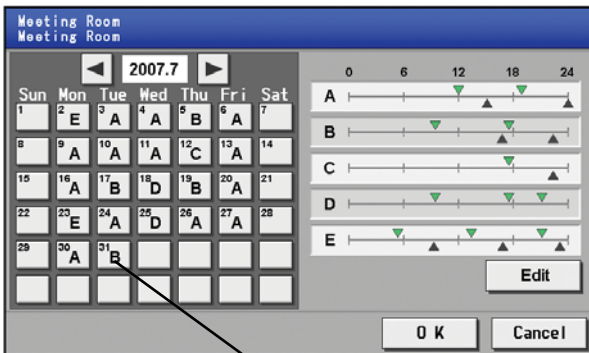 Meeting Room
Meeting Room
2007.7
Sun Mon Tue Wed Thu Fri Sat
1 2 E 3 A 4 A 5 B 6 A 7
8 9 A 10 A 11 A 12 C 13 A 14
15 16 A 17 B 18 D 19 B 20 A 21
22 23 E 24 A 25 D 26 A 27 A 28
29 30 A 31 B
0 6 12 18 24
A
B
C
D
E
Edit
OK Cancel